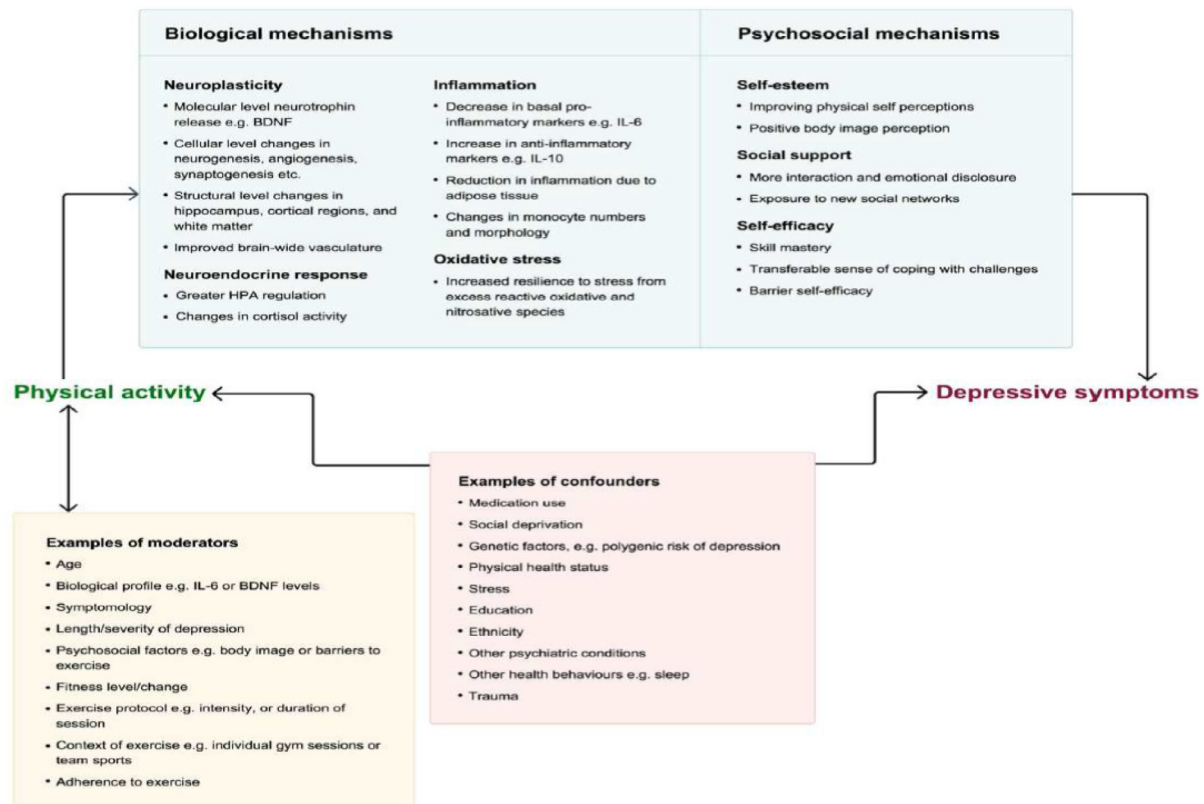 Biological mechanisms
Neuroplasticity
• Molecular level neurotrophin
release e.g. BDNF
• Cellular level changes in
neurogenesis, angiogenesis,
synaptogenesis etc.
• Structural level changes in
hippocampus, cortical regions, and
white matter
• Improved brain-wide vasculature
Neuroendocrine response
• Greater HPA regulation
• Changes in cortisol activity
Inflammation
• Decrease in basal pro-
inflammatory markers e.g. IL-6
• Increase in anti-inflammatory
markers e.g. IL-10
• Reduction in inflammation due to
adipose tissue
• Changes in monocyte numbers
and morphology
Oxidative stress
• Increased resilience to stress from
excess reactive oxidative and
nitrosative species
Psychosocial mechanisms
Self-esteem
• Improving physical self perceptions
• Positive body image perception
Social support
• More interaction and emotional disclosure
• Exposure to new social networks
Self-efficacy
• Skill mastery
• Transferable sense of coping with challenges
• Barrier self-efficacy
Physical activity
Depressive symptoms
Examples of moderators
• Age
• Biological profile e.g. IL-6 or BDNF levels
• Symptomology
• Length/severity of depression
• Psychosocial factors e.g. body image or barriers to
exercise
• Fitness level/change
• Exercise protocol e.g. intensity, or duration of
session
• Context of exercise e.g. individual gym sessions or
team sports
• Adherence to exercise
Examples of confounders
• Medication use
• Social deprivation
• Genetic factors, e.g. polygenic risk of depression
• Physical health status
• Stress
• Education
• Ethnicity
• Other psychiatric conditions
• Other health behaviours e.g. sleep
• Trauma